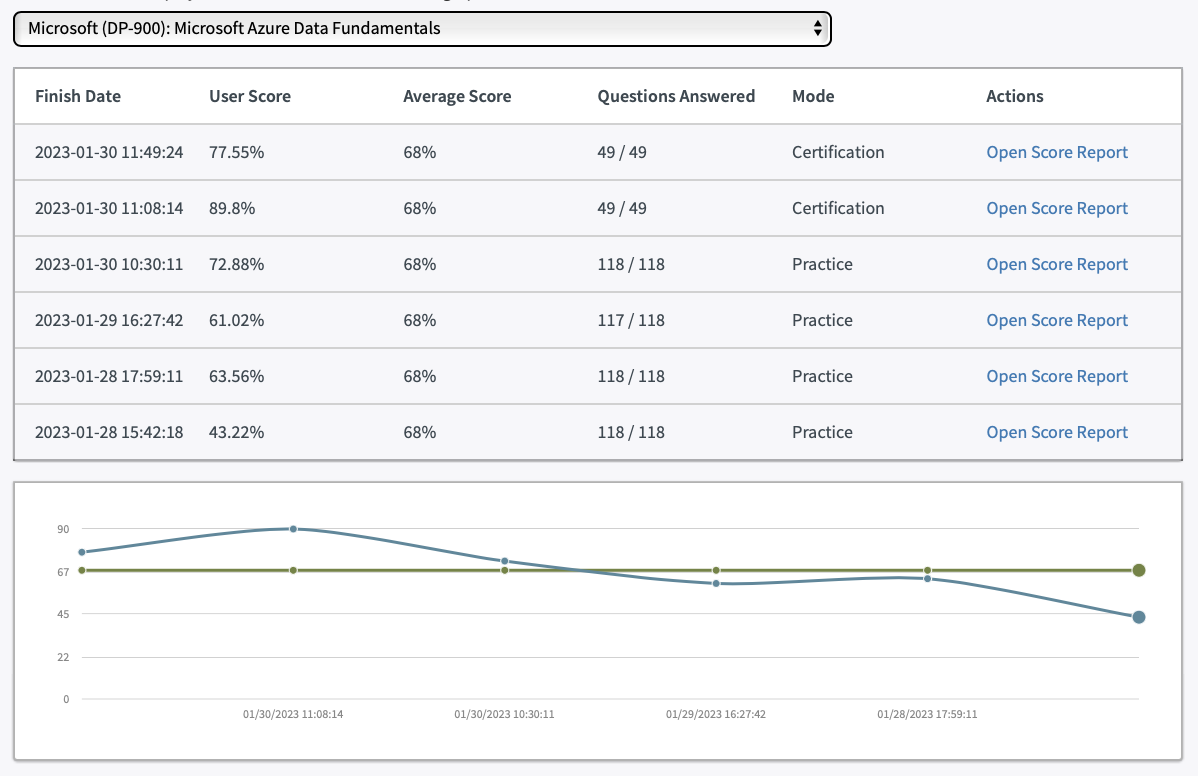 Microsoft (DP-900): Microsoft Azure Data Fundamentals
Finish Date User Score Average Score Questions Answered Mode Actions
2023-01-30 11:49:24 77.55% 68% 49 / 49 Certification Open Score Report
2023-01-30 11:08:14 89.8% 68% 49 / 49 Certification Open Score Report
2023-01-30 10:30:11 72.88% 68% 118 / 118 Practice Open Score Report
2023-01-29 16:27:42 61.02% 68% 117 / 118 Practice Open Score Report
2023-01-28 17:59:11 63.56% 68% 118 / 118 Practice Open Score Report
2023-01-28 15:42:18 43.22% 68% 118 / 118 Practice Open Score Report
90
67
45
22
0
01/30/2023 11:08:14 01/30/2023 10:30:11 01/29/2023 16:27:42 01/28/2023 17:59:11